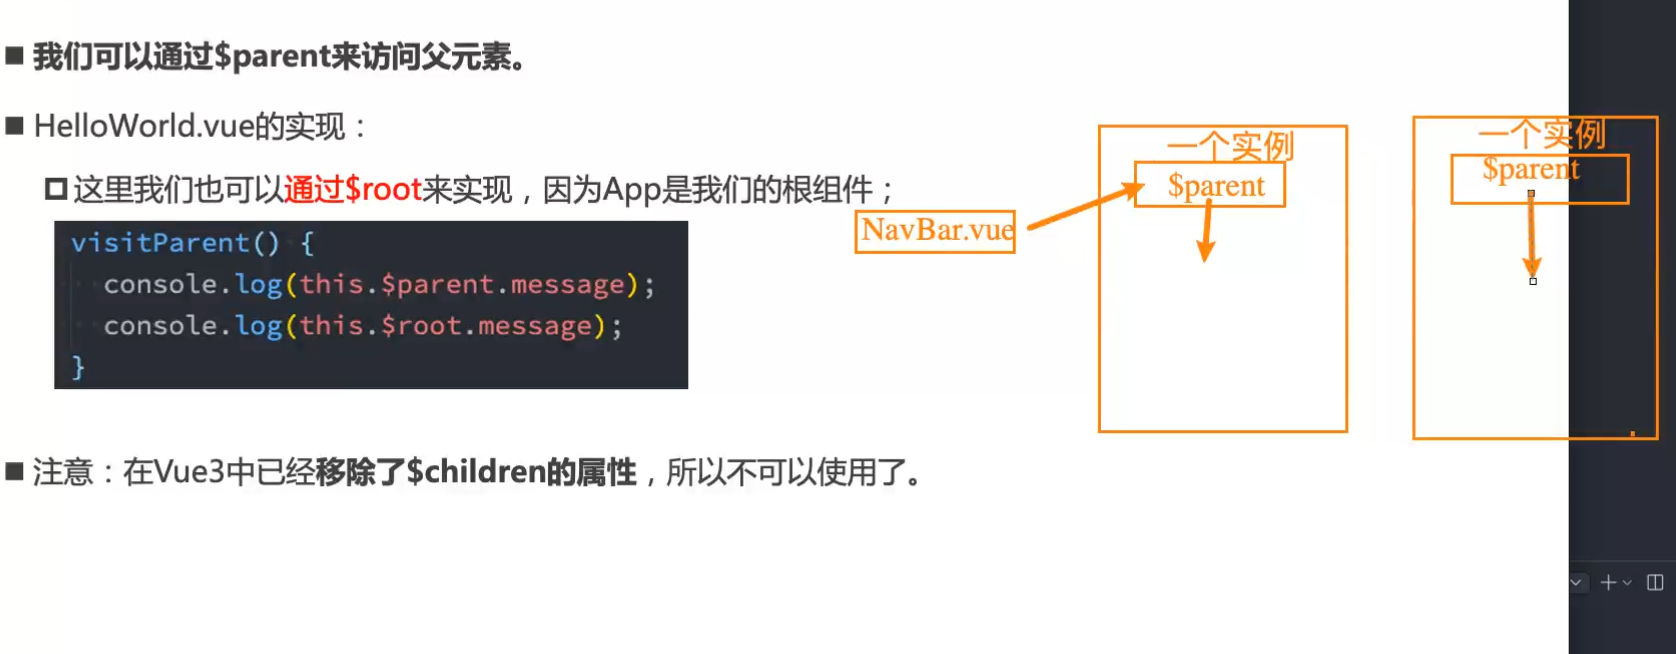 我们可以通过$parent来访问父元素。
HelloWorld.vue的实现：
这里我们也可以通过$root来实现，因为App是我们的根组件；
visitParent() {
console.log(this.$parent.message);
console.log(this.$root.message);
}
注意：在Vue3中已经移除了$children的属性，所以不可以使用了。
NavBar.vue
一个实例
$parent
一个实例
$parent